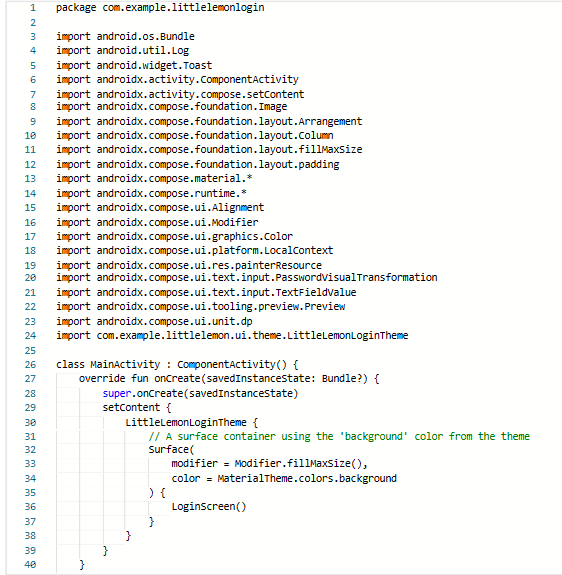 1 package com.example.littlelemonlogin
2
3 import android.os.Bundle
4 import android.util.Log
5 import android.widget.Toast
6 import androidx.activity.ComponentActivity
7 import androidx.activity.compose.setContent
8 import androidx.compose.foundation.Image
9 import androidx.compose.foundation.layout.Arrangement
10 import androidx.compose.foundation.layout.Column
11 import androidx.compose.foundation.layout.fillMaxSize
12 import androidx.compose.foundation.layout.padding
13 import androidx.compose.material.*
14 import androidx.compose.runtime.*
15 import androidx.compose.ui.Alignment
16 import androidx.compose.ui.Modifier
17 import androidx.compose.ui.graphics.Color
18 import androidx.compose.ui.platform.LocalContext
19 import androidx.compose.ui.res.painterResource
20 import androidx.compose.ui.text.input.PasswordVisualTransformation
21 import androidx.compose.ui.text.input.TextFieldValue
22 import androidx.compose.ui.tooling.preview.Preview
23 import androidx.compose.ui.unit.dp
24 import com.example.littlelemon.ui.theme.LittleLemonLoginTheme
25
26 class MainActivity : ComponentActivity() {
27     override fun onCreate(savedInstanceState: Bundle?) {
28         super.onCreate(savedInstanceState)
29         setContent {
30             LittleLemonLoginTheme {
31                 // A surface container using the 'background' color from the theme
32                 Surface(
33                     modifier = Modifier.fillMaxSize(),
34                     color = MaterialTheme.colors.background
35                 ) {
36                     LoginScreen()
37                 }
38             }
39         }
40     }